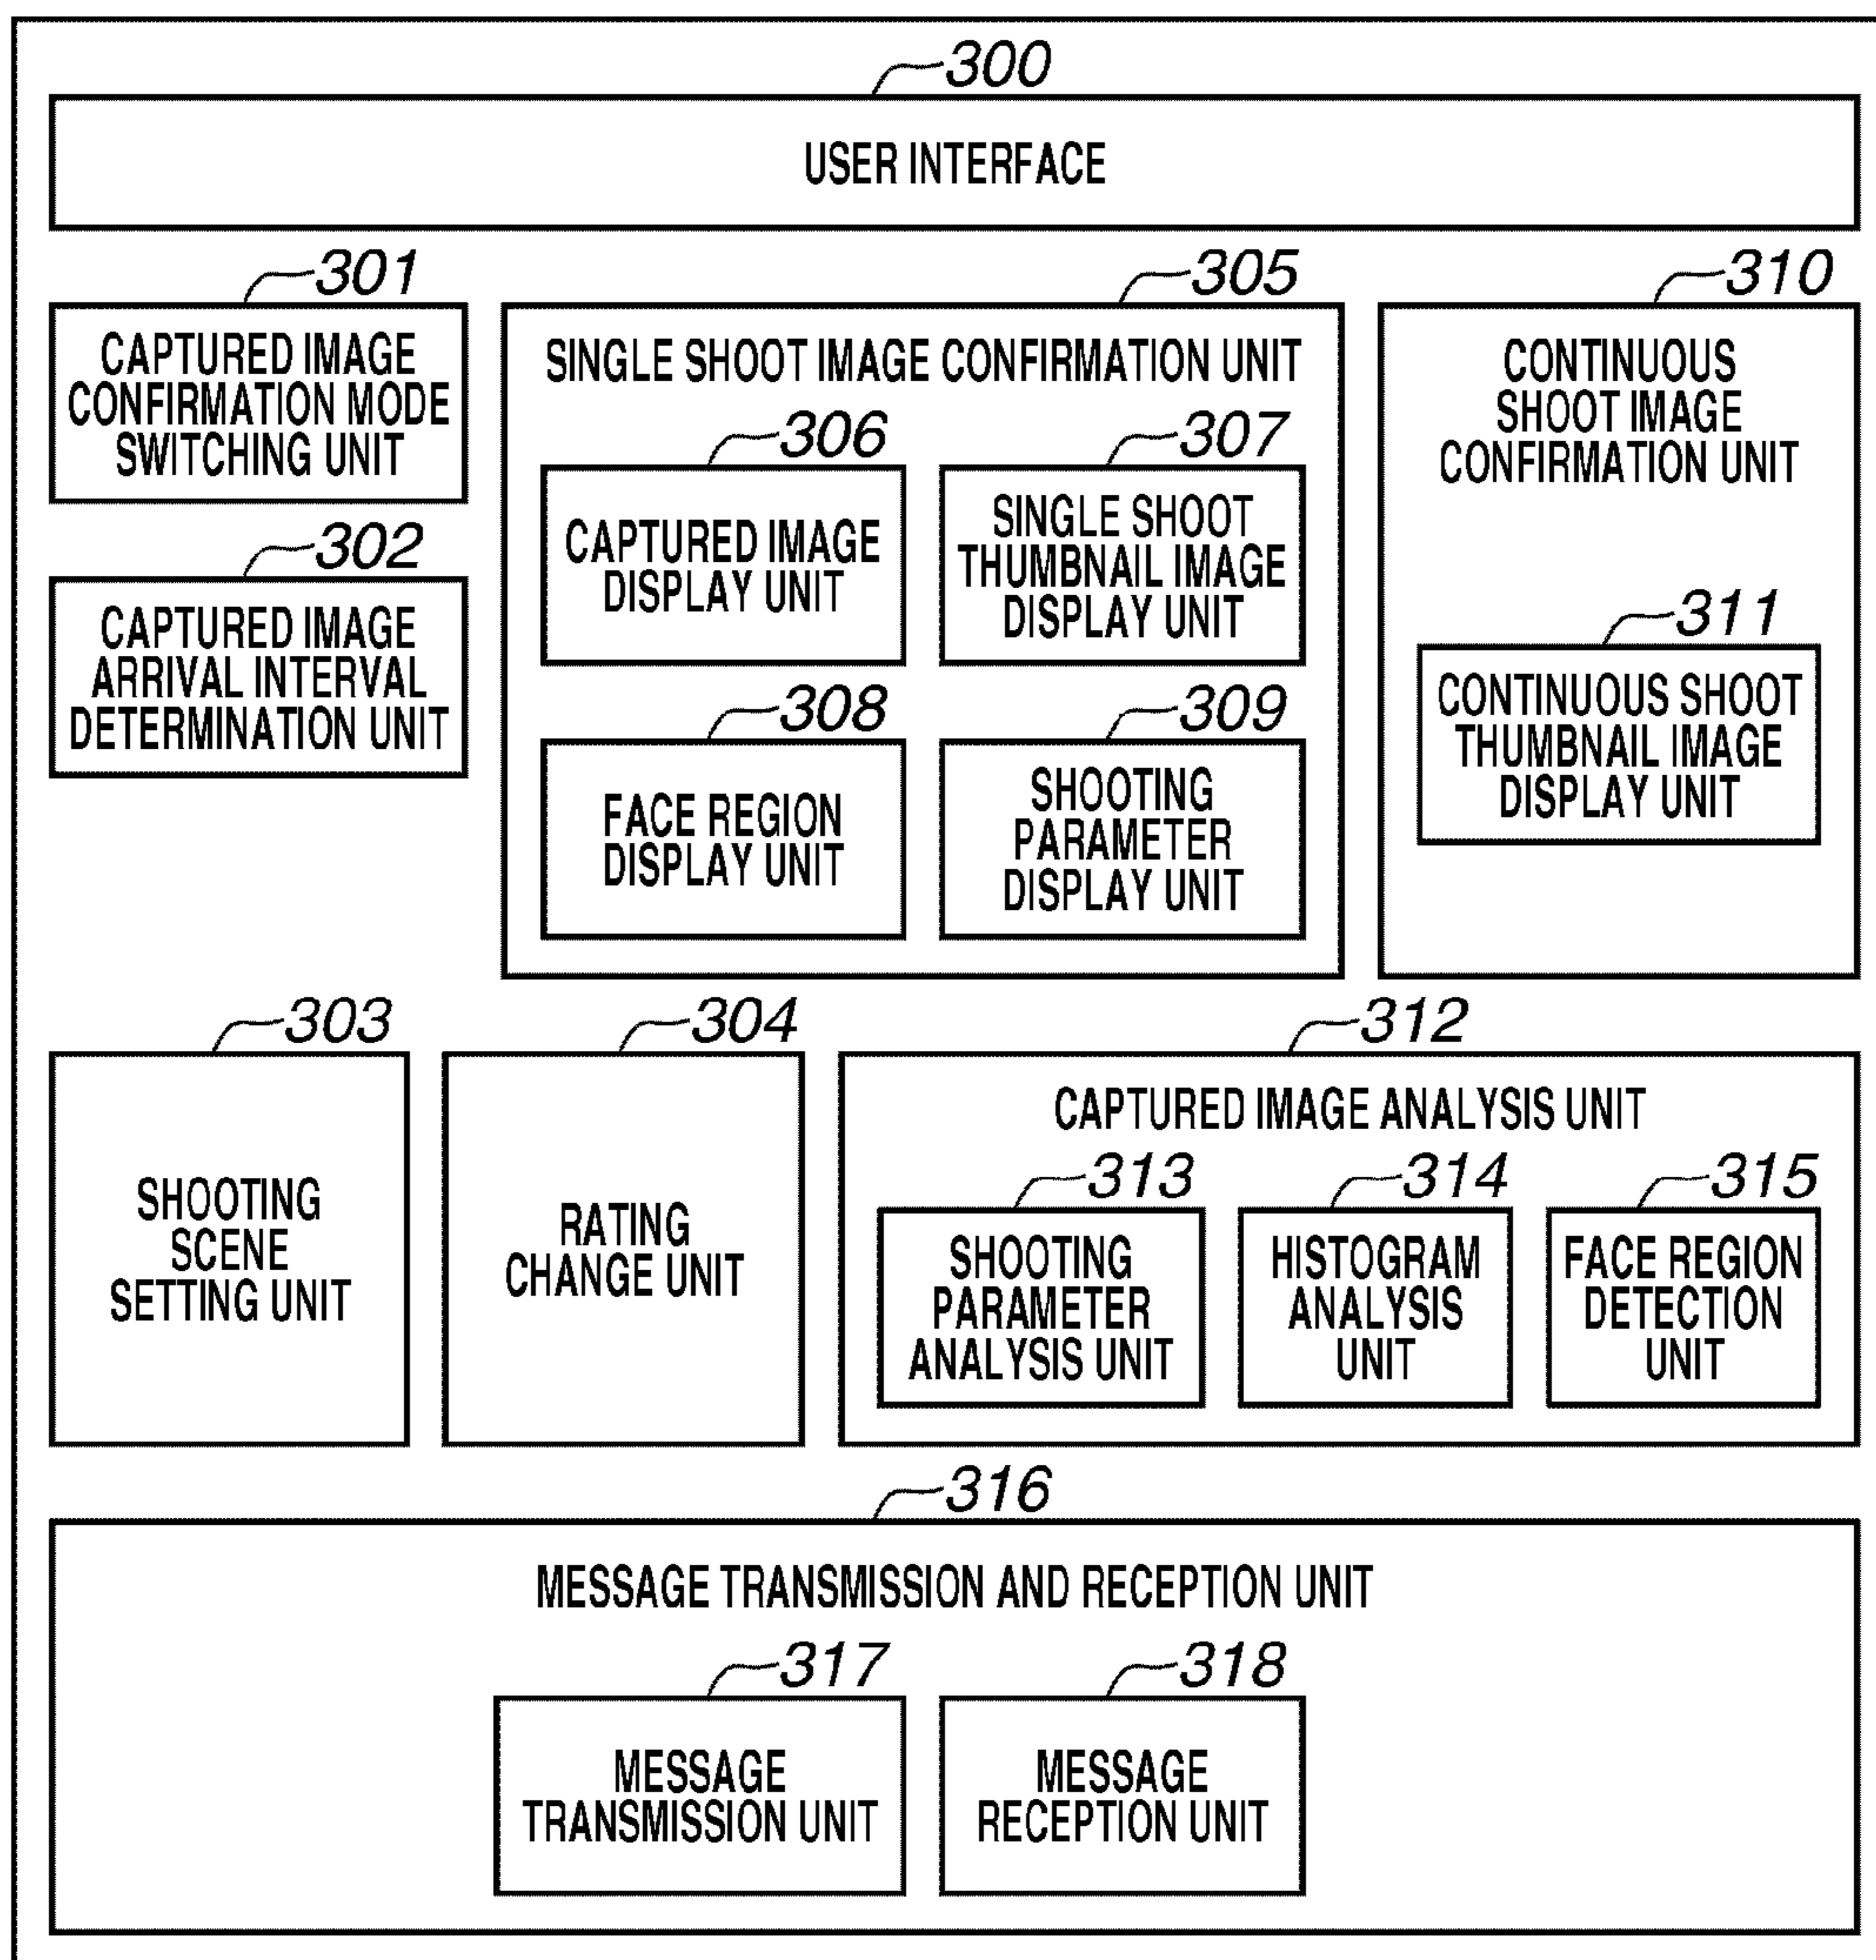 300
USER INTERFACE
301
CAPTURED IMAGE
CONFIRMATION MODE
SWITCHING UNIT
302
CAPTURED IMAGE
ARRIVAL INTERVAL
DETERMINATION UNIT
305
SINGLE SHOOT IMAGE CONFIRMATION UNIT
306
CAPTURED IMAGE
DISPLAY UNIT
307
SINGLE SHOOT
THUMBNAIL IMAGE
DISPLAY UNIT
308
FACE REGION
DISPLAY UNIT
309
SHOOTING
PARAMETER
DISPLAY UNIT
310
CONTINUOUS
SHOOT IMAGE
CONFIRMATION UNIT
311
CONTINUOUS SHOOT
THUMBNAIL IMAGE
DISPLAY UNIT
303
SHOOTING
SCENE
SETTING UNIT
304
RATING
CHANGE UNIT
312
CAPTURED IMAGE ANALYSIS UNIT
313
SHOOTING
PARAMETER
ANALYSIS UNIT
314
HISTOGRAM
ANALYSIS
UNIT
315
FACE REGION
DETECTION
UNIT
316
MESSAGE TRANSMISSION AND RECEPTION UNIT
317
MESSAGE
TRANSMISSION UNIT
318
MESSAGE
RECEPTION UNIT